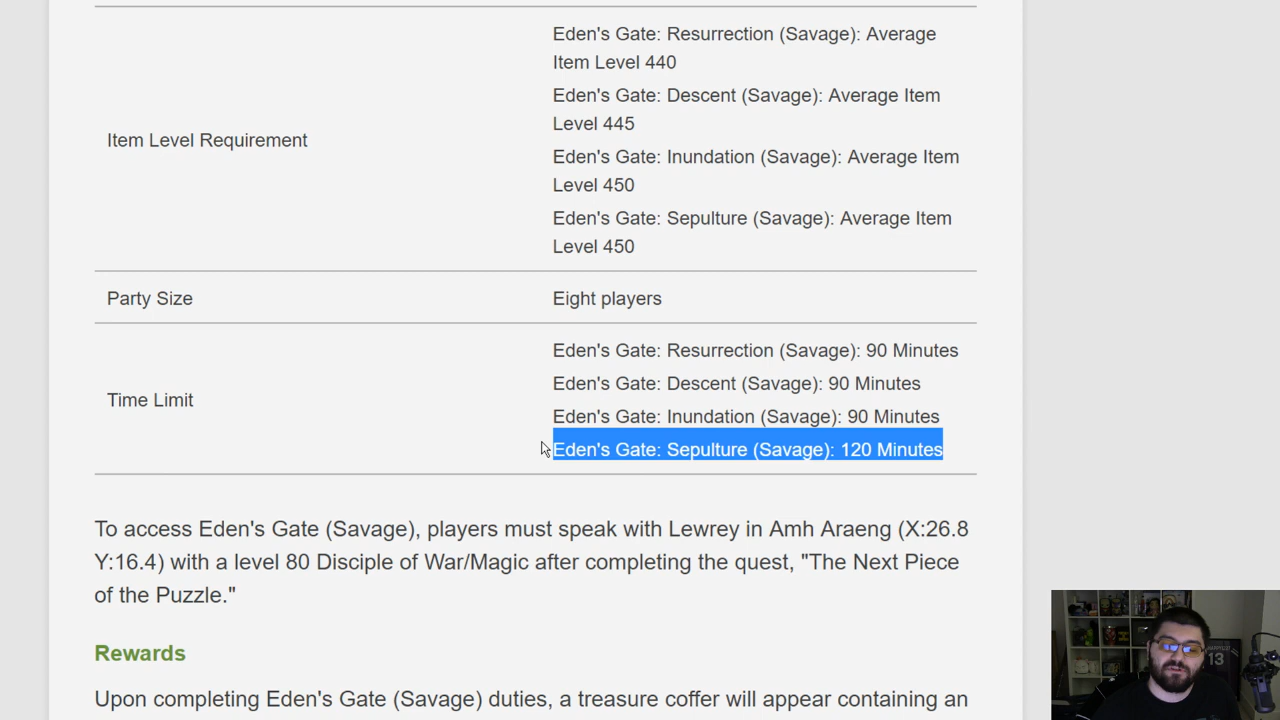 Eden's Gate: Resurrection (Savage): Average
Item Level 440
Eden's Gate: Descent (Savage): Average Item
Level 445
Item Level Requirement
Eden's Gate: Inundation (Savage): Average Item
Level 450
Eden's Gate: Sepulture (Savage): Average Item
Level 450
Party Size
Eight players
Eden's Gate: Resurrection (Savage): 90 Minutes
Eden's Gate: Descent (Savage): 90 Minutes
Time Limit
Eden's Gate: Inundation (Savage): 90 Minutes
Eden's Gate: Sepulture (Savage): 120 Minutes
To access Eden's Gate (Savage), players must speak with Lewrey in Amh Araeng (X:26.8
Y:16.4) with a level 80 Disciple of War/Magic after completing the quest, "The Next Piece
of the Puzzle."
Rewards
Upon completing Eden's Gate (Savage) duties, a treasure coffer will appear containing an
13